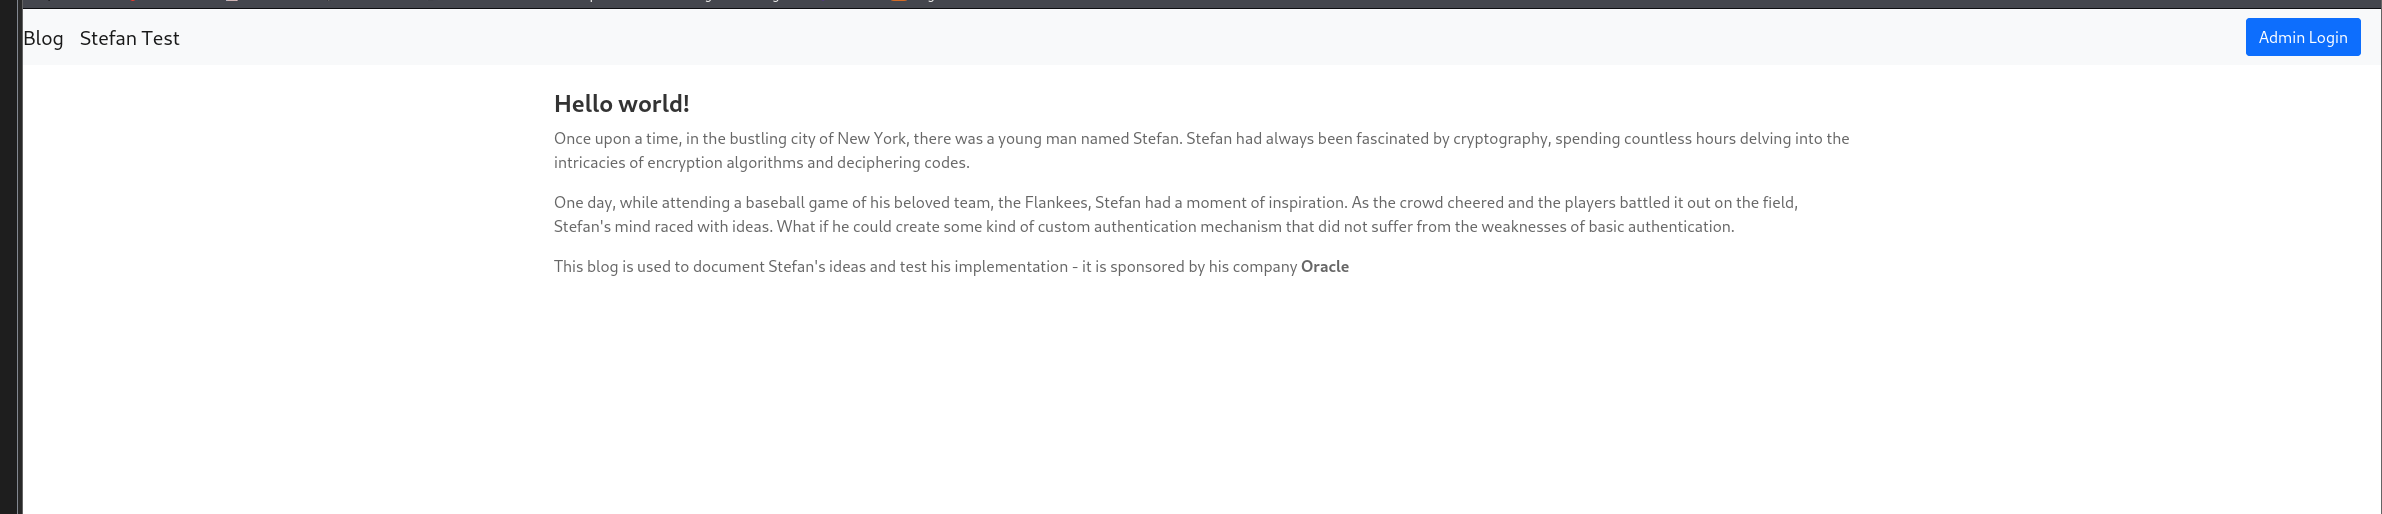 Blog Stefan Test
Admin Login
Hello world!
Once upon a time, in the bustling city of New York, there was a young man named Stefan. Stefan had always been fascinated by cryptography, spending countless hours delving into the
intricacies of encryption algorithms and deciphering codes.
One day, while attending a baseball game of his beloved team, the Flankees, Stefan had a moment of inspiration. As the crowd cheered and the players battled it out on the field,
Stefan's mind raced with ideas. What if he could create some kind of custom authentication mechanism that did not suffer from the weaknesses of basic authentication.
This blog is used to document Stefan's ideas and test his implementation - it is sponsored by his company Oracle